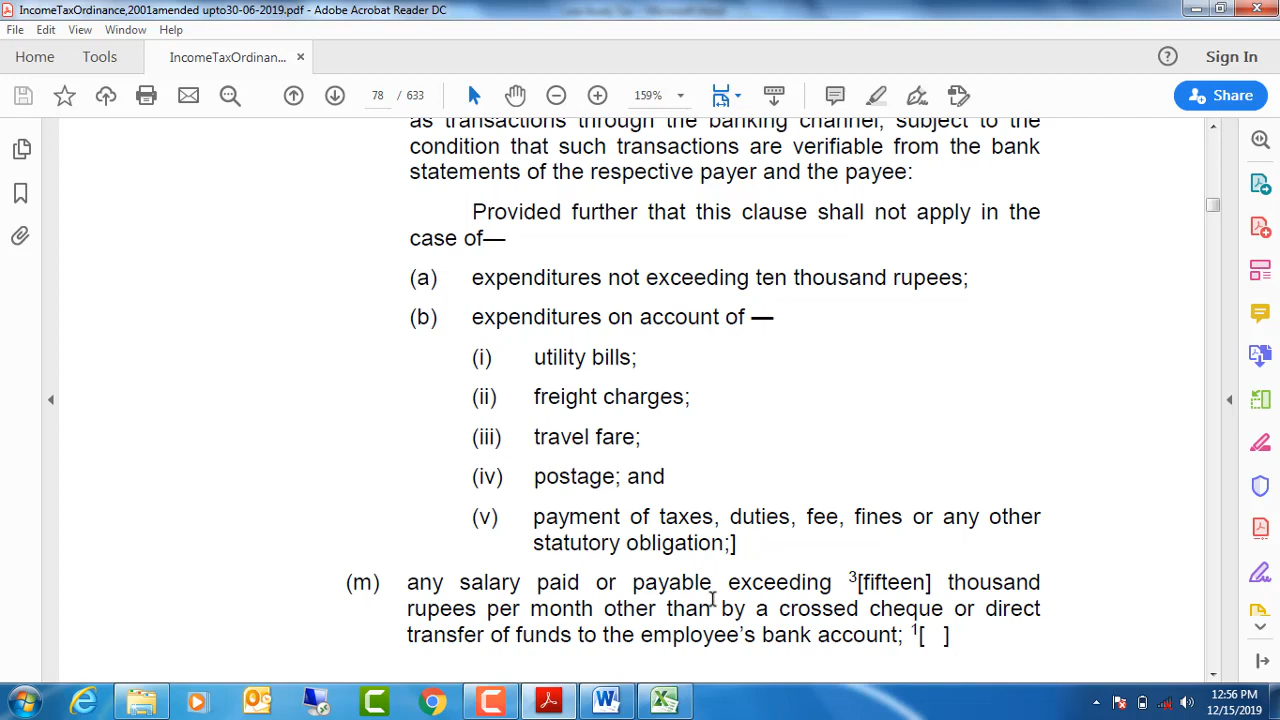 IncomeTaxOrdinance,2001amended upto30-06-2019.pdf - Adobe Acrobat Reader DC
File Edit View Window Help
Home Tools IncomeTaxOrdinan... × Sign In
78 / 633 159% Share
as transactions through the banking channel, subject to the
condition that such transactions are verifiable from the bank
statements of the respective payer and the payee:
Provided further that this clause shall not apply in the
case of—
(a) expenditures not exceeding ten thousand rupees;
(b) expenditures on account of —
(i) utility bills;
(ii) freight charges;
(iii) travel fare;
(iv) postage; and
(v) payment of taxes, duties, fee, fines or any other
statutory obligation;]
(m) any salary paid or payable exceeding ³[fifteen] thousand
rupees per month other than by a crossed cheque or direct
transfer of funds to the employee’s bank account; ¹[ ]
12:56 PM
12/15/2019